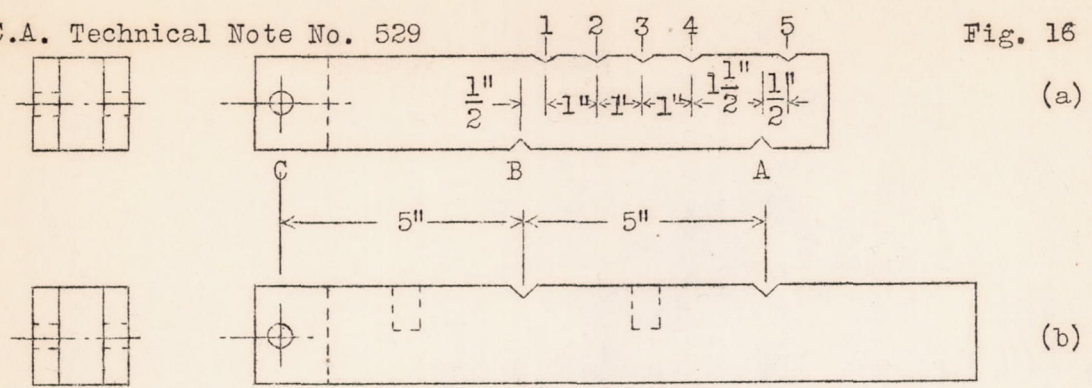 .A. Technical Note No. 529
Fig. 16
1 2 3 4 5
(a)
1/2" 1" 1" 1" 1 1/2" 1/2"
C B A
5" 5"
(b)